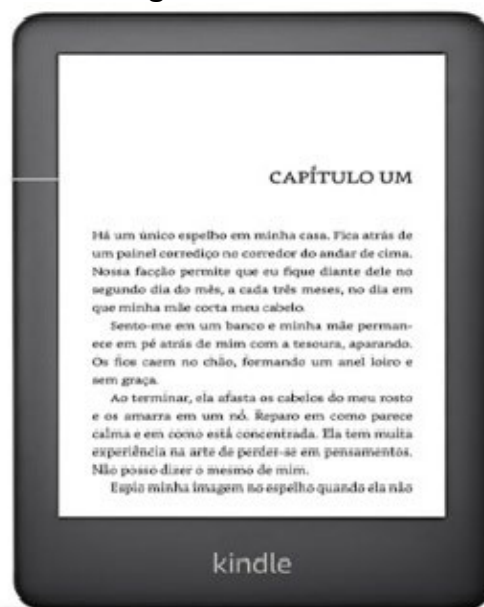 CAPÍTULO UM
Há um único espelho em minha casa. Fica atrás de
um painel corrediço no corredor do andar de cima.
Nossa facção permite que eu fique diante dele no
segundo dia do mês, a cada três meses, no dia em
que minha mãe corta meu cabelo.
Sento-me em um banco e minha mãe perman-
ece em pé atrás de mim com a tesoura, aparando.
Os fios caem no chão, formando um anel loiro e
sem graça.
Ao terminar, ela afasta os cabelos do meu rosto
e os amarra em um nó. Reparo em como parece
calma e em como está concentrada. Ela tem muita
experiência na arte de perder-se em pensamentos.
Não posso dizer o mesmo de mim.
Espio minha imagem no espelho quando ela não
kindle